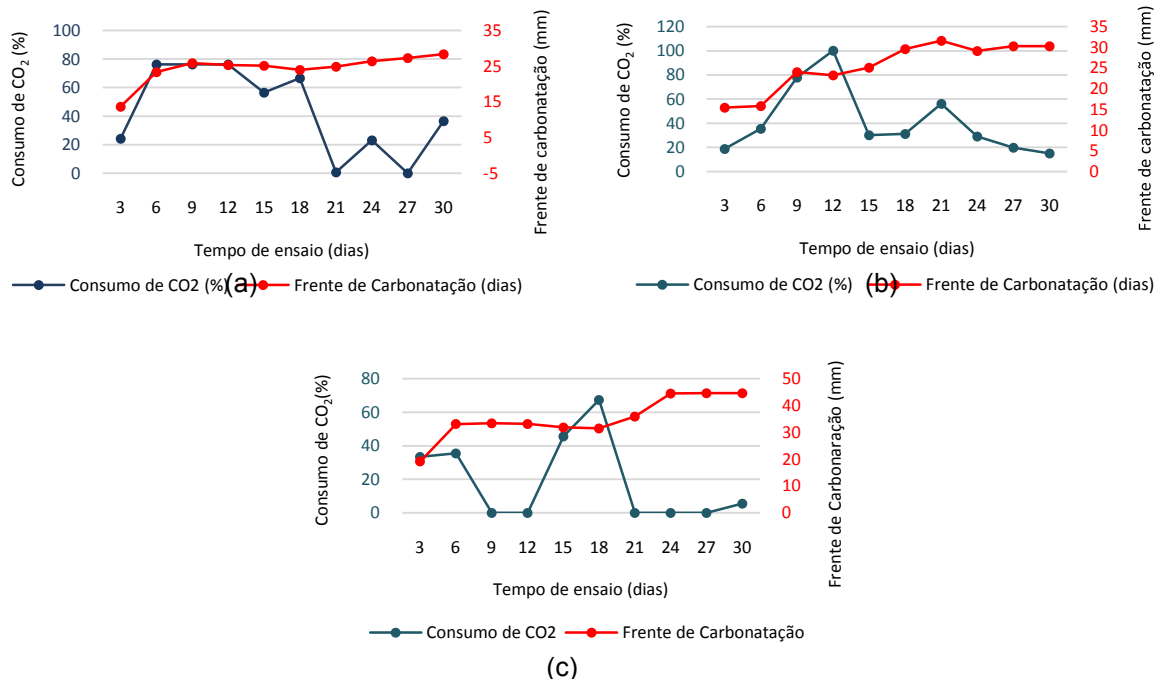 Consumo de CO2 (%)
100
80
60
40
20
0
35
25
15
5
-5
Frente de carbonatação (mm)
3 6 9 12 15 18 21 24 27 30
Tempo de ensaio (dias)
Consumo de CO2 (%) Frente de Carbonatação (dias)
(a)
Consumo de CO2 (%)
120
100
80
60
40
20
0
35
30
25
20
15
10
5
0
Frente de Carbonatação (mm)
3 6 9 12 15 18 21 24 27 30
Tempo de ensaio (dias)
Consumo de CO2 (%) Frente de Carbonatação (dias)
(b)
Consumo de CO2(%)
80
60
40
20
0
50
40
30
20
10
0
Frente de Carbonaração (mm)
3 6 9 12 15 18 21 24 27 30
Tempo de ensaio (dias)
Consumo de CO2 Frente de Carbonatação
(c)